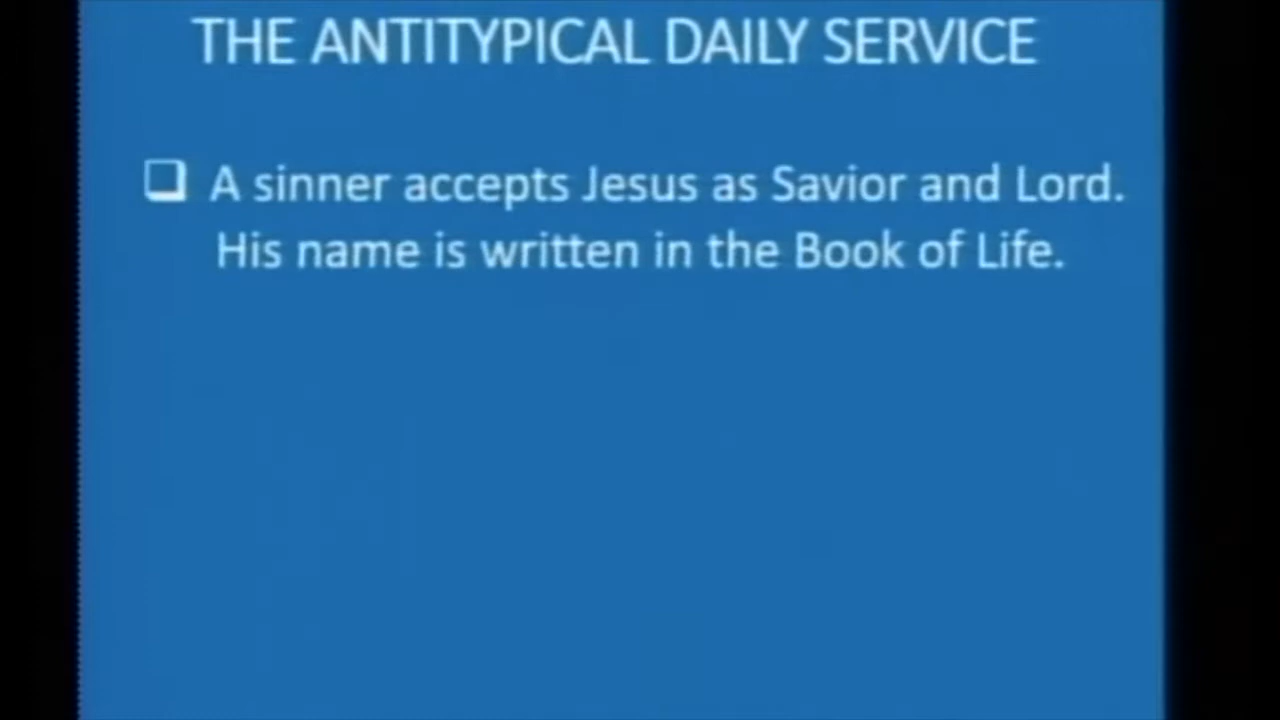 THE ANTITYPICAL DAILY SERVICE
❑ A sinner accepts Jesus as Savior and Lord.
His name is written in the Book of Life.